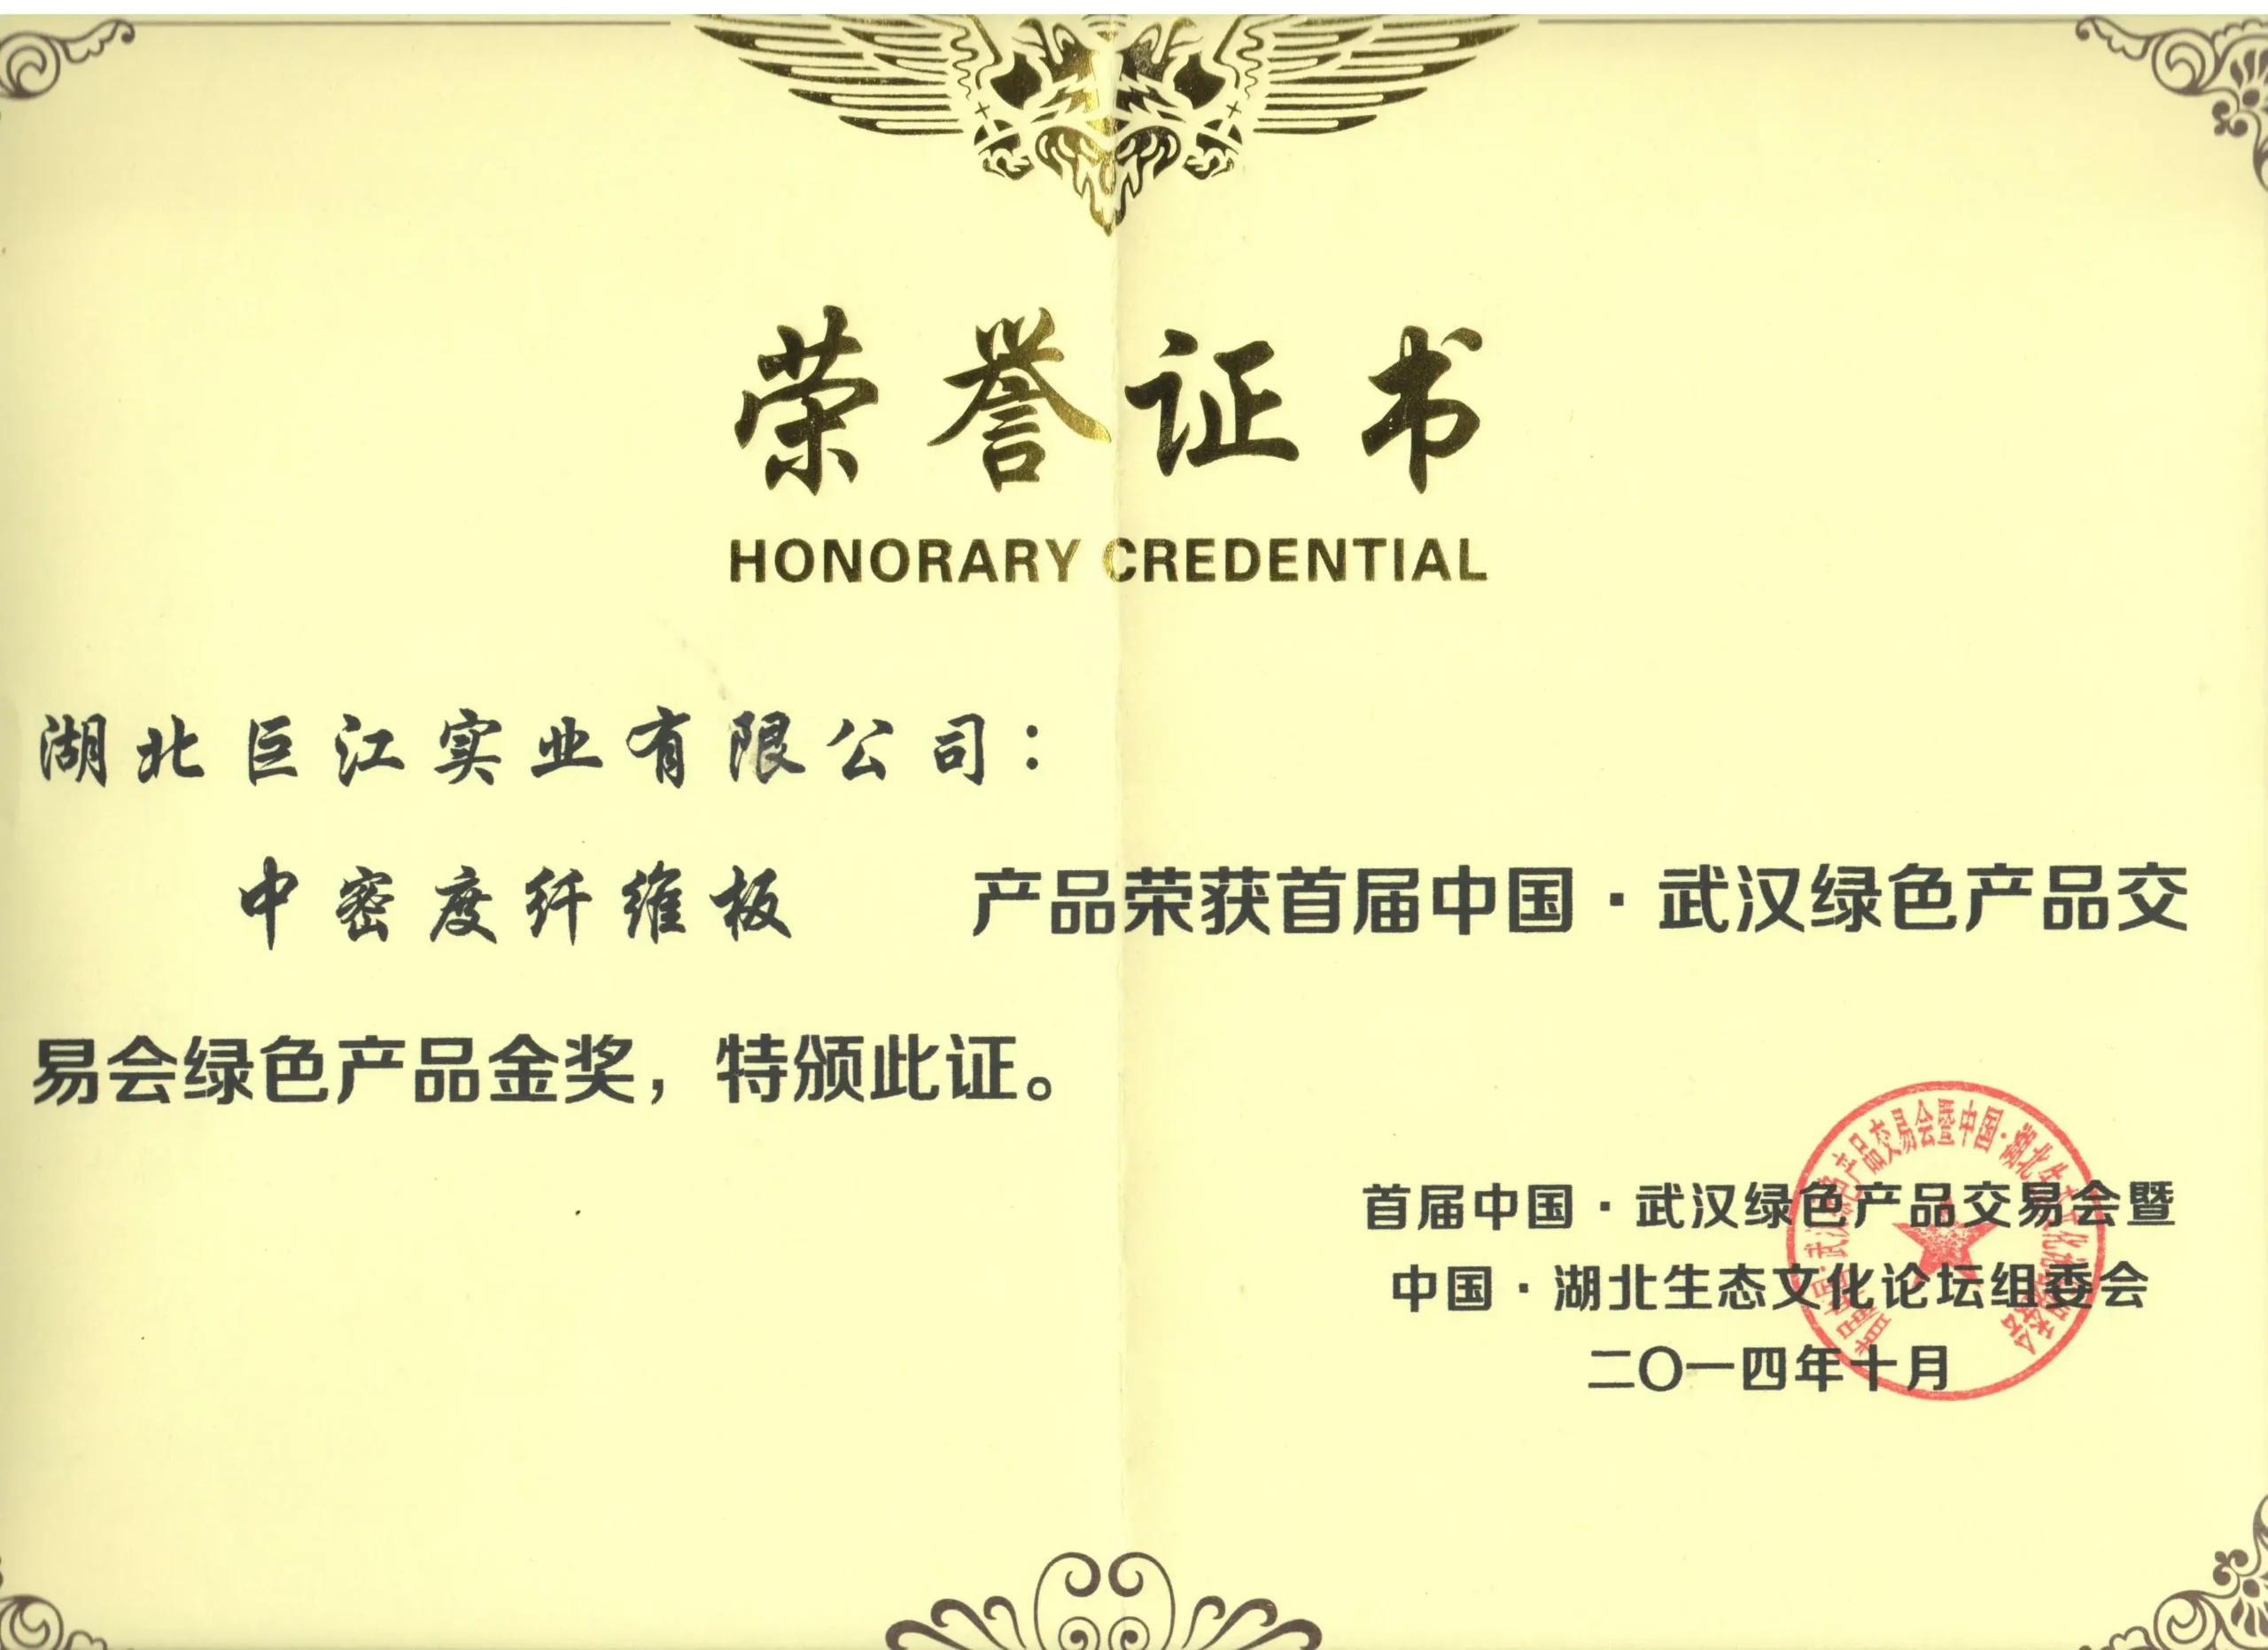 荣誉证书
HONORARY CREDENTIAL
湖北巨江实业有限公司：
中密度纤维板 产品荣获首届中国·武汉绿色产品交
易会绿色产品金奖，特颁此证。
首届中国·武汉绿色产品交易会暨
中国·湖北生态文化论坛组委会
二〇一四年十月